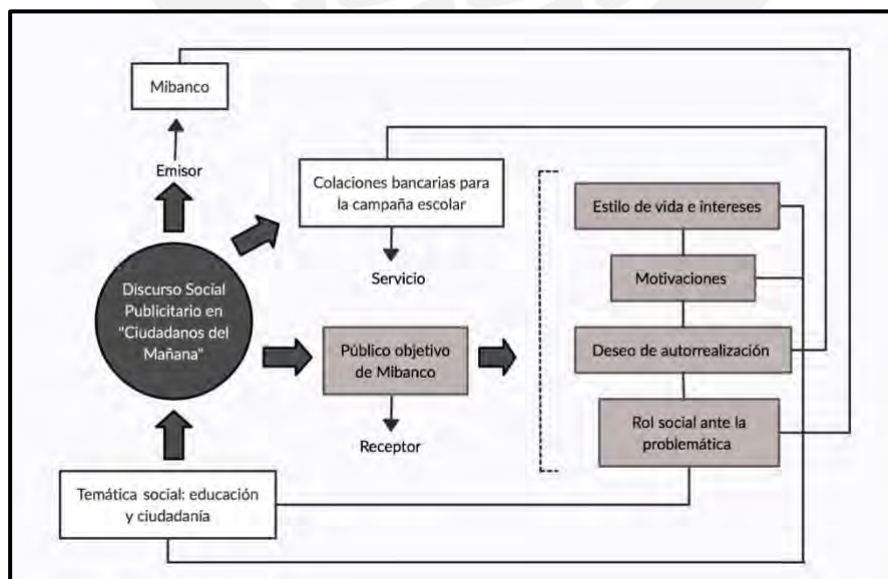 Mibanco
Emisor
Colaciones bancarias para
la campaña escolar
Servicio
Discurso Social
Publicitario en
"Ciudadanos del
Mañana"
Público objetivo
de Mibanco
Receptor
Temática social: educación
y ciudadanía
Estilo de vida e intereses
Motivaciones
Deseo de autorrealización
Rol social ante la
problemática